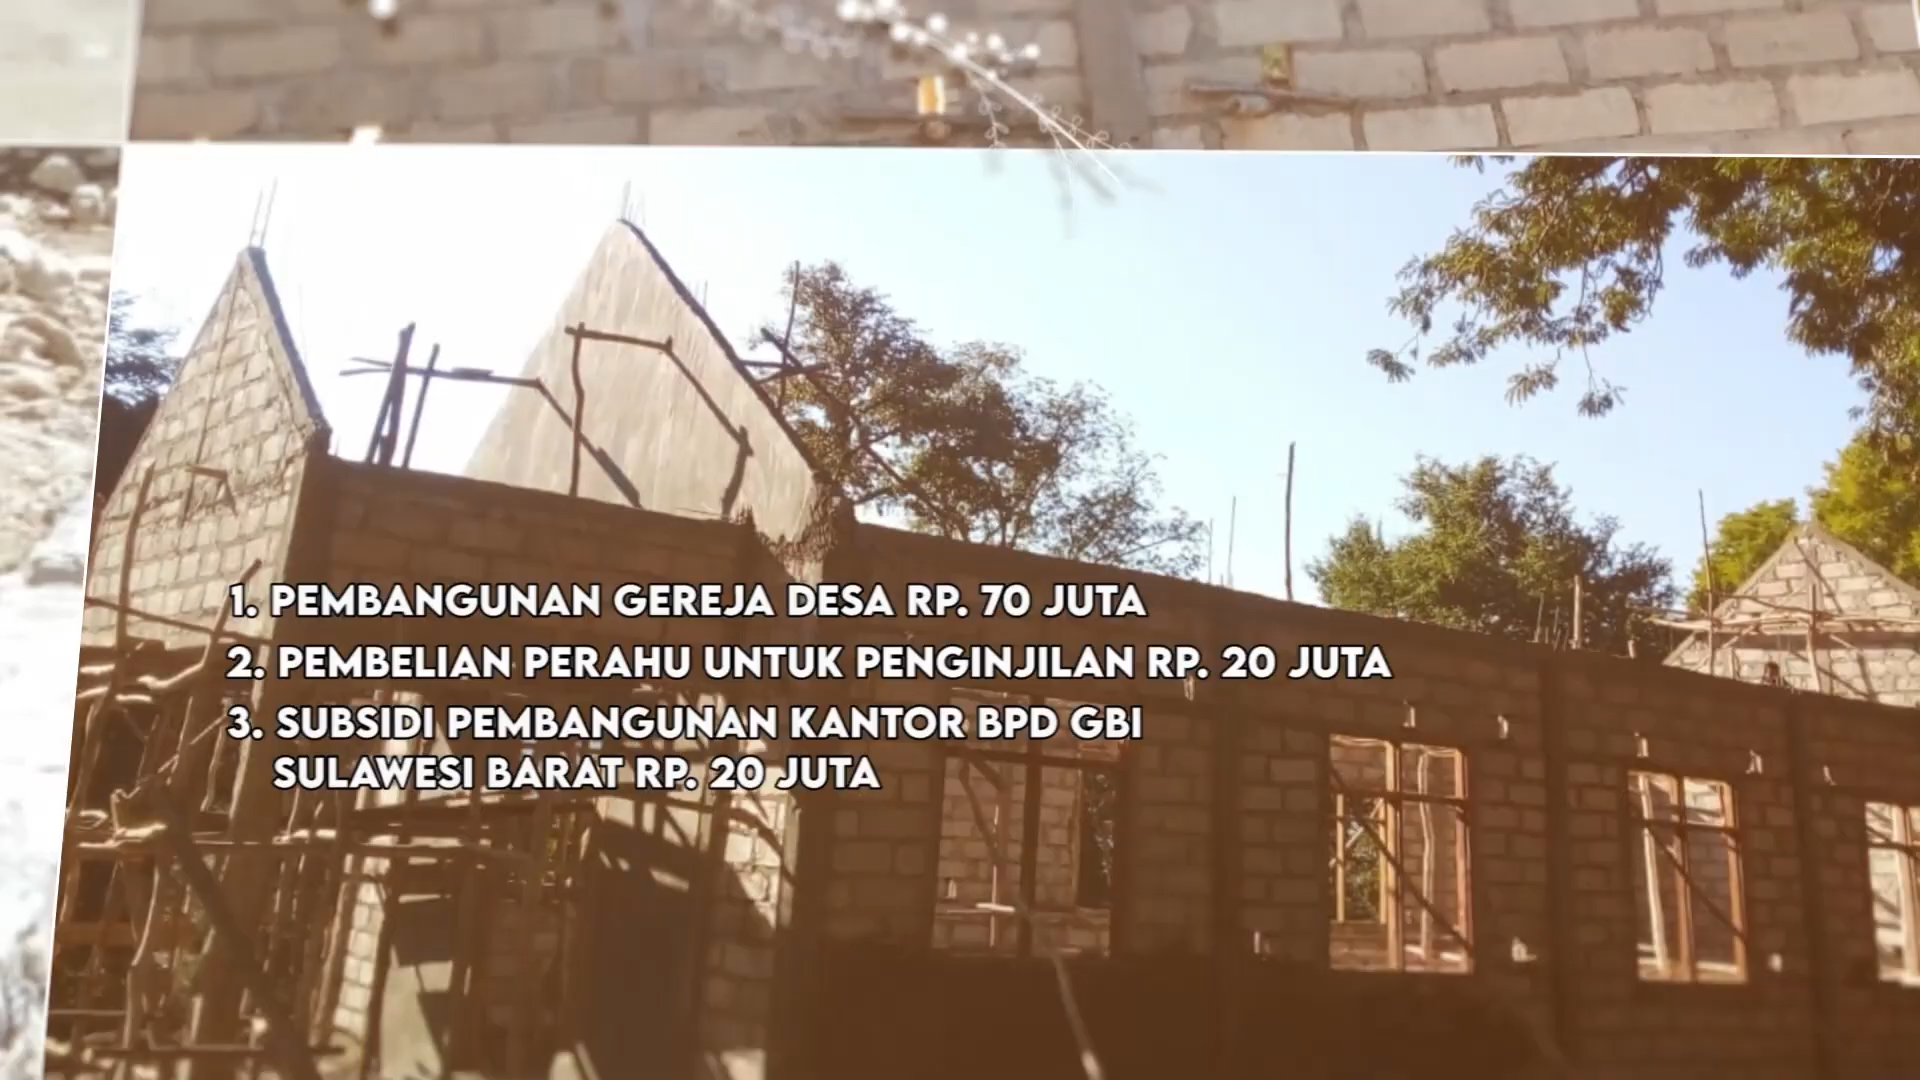 1. PEMBANGUNAN GEREJA DESA RP. 70 JUTA
2. PEMBELIAN PERAHU UNTUK PENGINJILAN RP. 20 JUTA
3. SUBSIDI PEMBANGUNAN KANTOR BPD GBI
SULAWESI BARAT RP. 20 JUTA